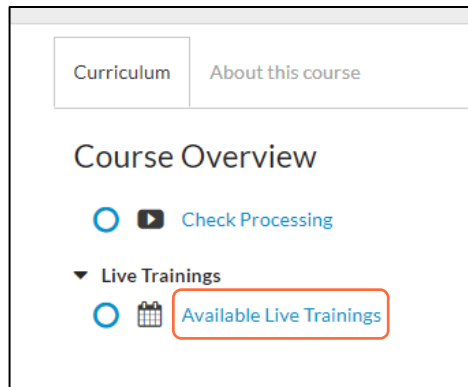 Curriculum About this course
Course Overview
Check Processing
Live Trainings
Available Live Trainings